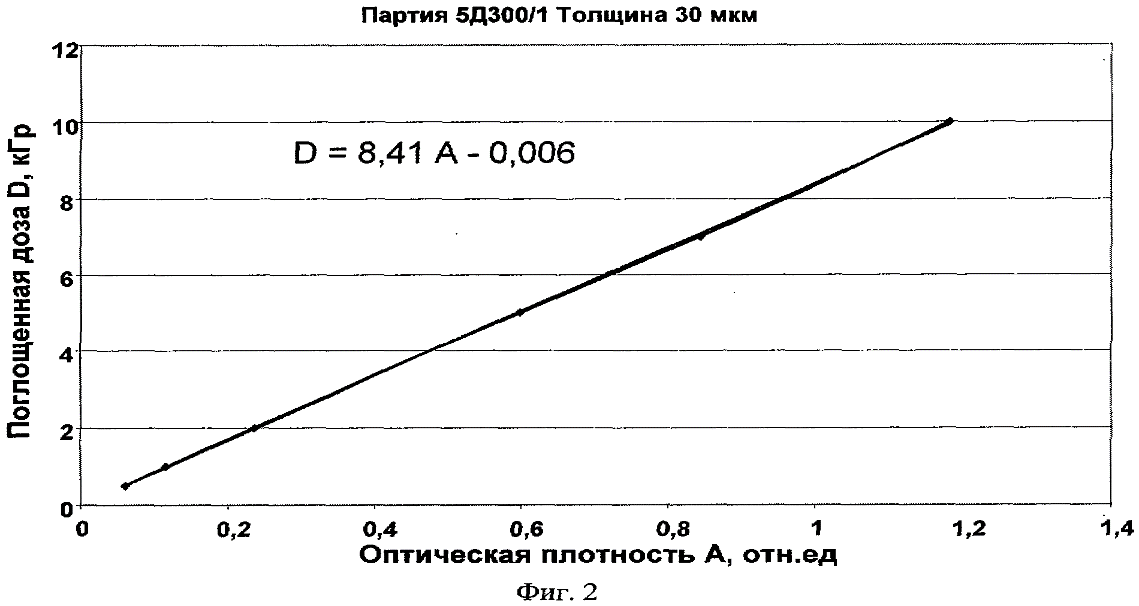 Партия 5Д300/1 Толщина 30 мкм
12
10
8
6
4
2
0
Поглощенная доза D, кГр
D = 8,41 A - 0,006
0 0,2 0,4 0,6 0,8 1 1,2 1,4
Оптическая плотность А, отн.ед
Фиг. 2